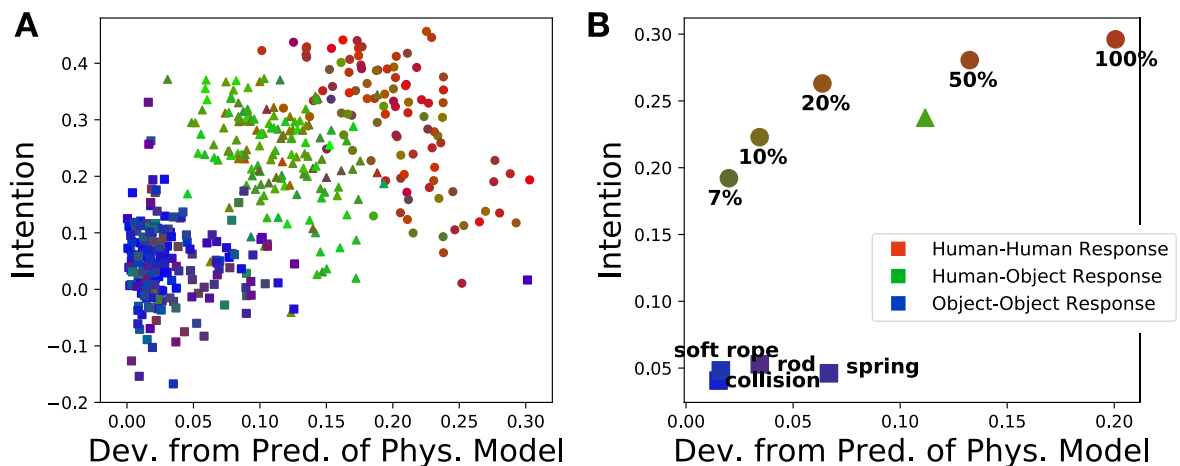 A
Intention
0.4
0.3
0.2
0.1
0.0
−0.1
−0.2
0.00 0.05 0.10 0.15 0.20 0.25 0.30
Dev. from Pred. of Phys. Model
B
Intention
0.30
0.25
0.20
0.15
0.10
0.05
100%
50%
20%
10%
7%
Human-Human Response
Human-Object Response
Object-Object Response
soft rope
rod
spring
collision
0.00 0.05 0.10 0.15 0.20
Dev. from Pred. of Phys. Model